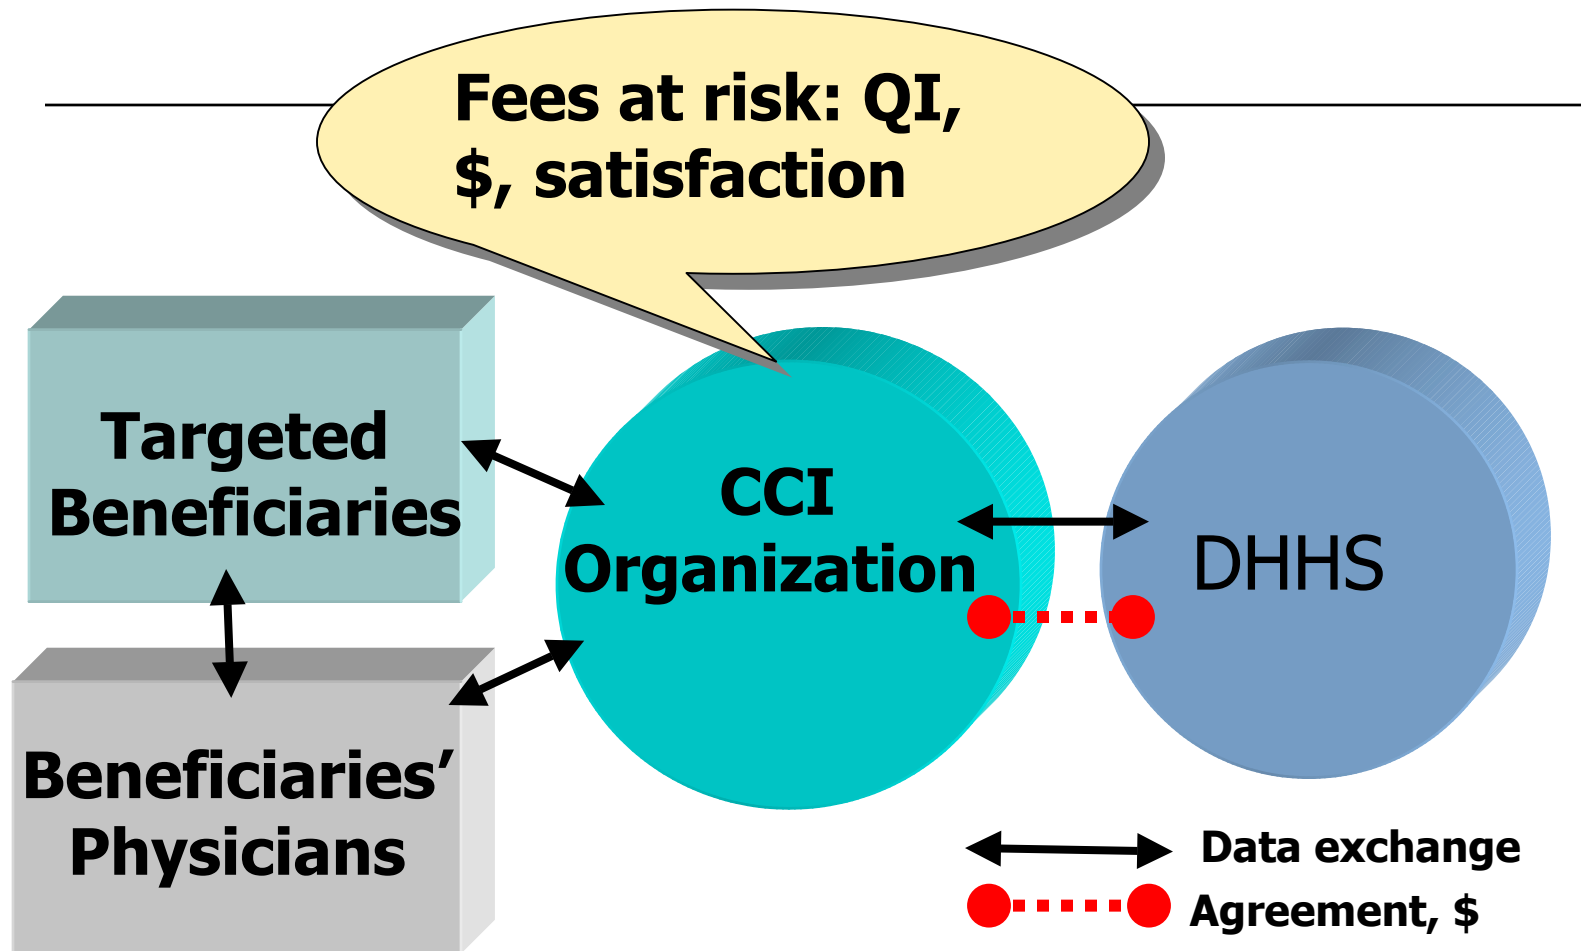 Fees at risk: QI,
$, satisfaction
Targeted
Beneficiaries
CCI
Organization
DHHS
Beneficiaries’
Physicians
Data exchange
Agreement, $